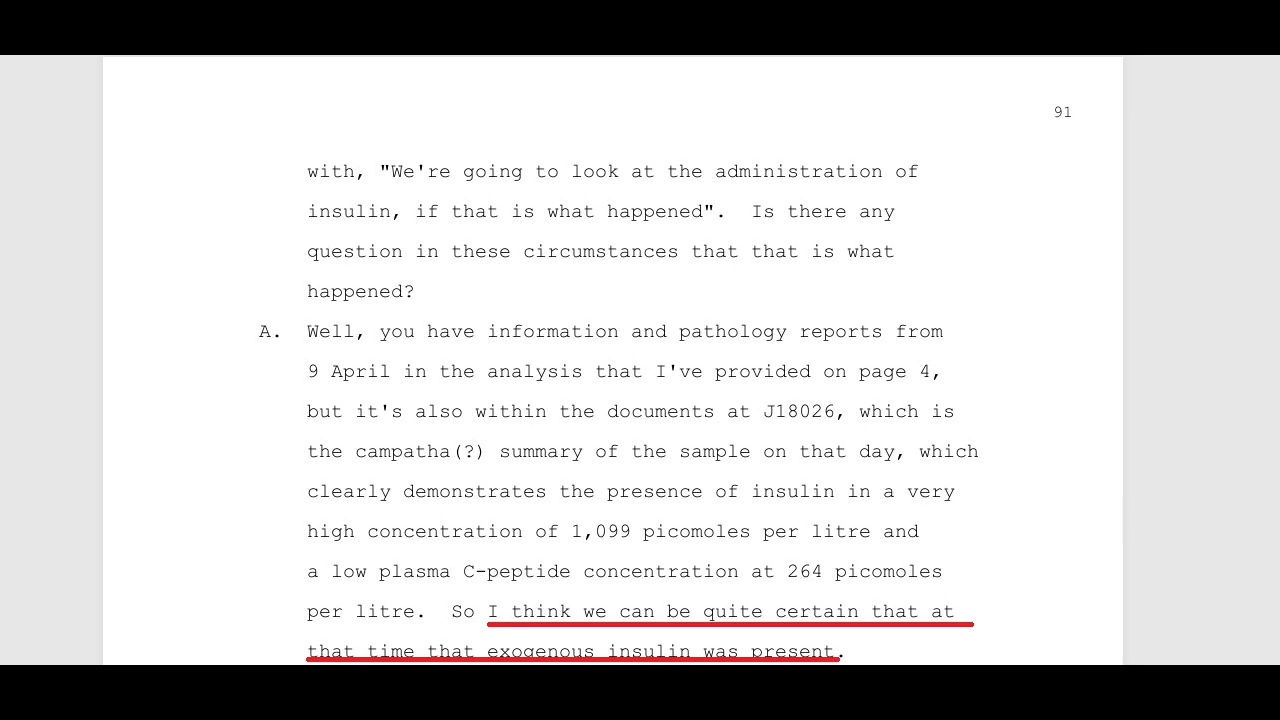 91
with, "We're going to look at the administration of
insulin, if that is what happened".  Is there any
question in these circumstances that that is what
happened?
A.  Well, you have information and pathology reports from
9 April in the analysis that I've provided on page 4,
but it's also within the documents at J18026, which is
the campatha(?) summary of the sample on that day, which
clearly demonstrates the presence of insulin in a very
high concentration of 1,099 picomoles per litre and
a low plasma C-peptide concentration at 264 picomoles
per litre.  So I think we can be quite certain that at
that time that exogenous insulin was present.